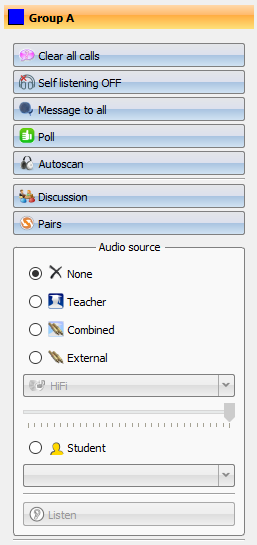 Group A
Clear all calls
Self listening OFF
Message to all
Poll
Autoscan
Discussion
Pairs
Audio source
None
Teacher
Combined
External
HiFi
Student
Listen